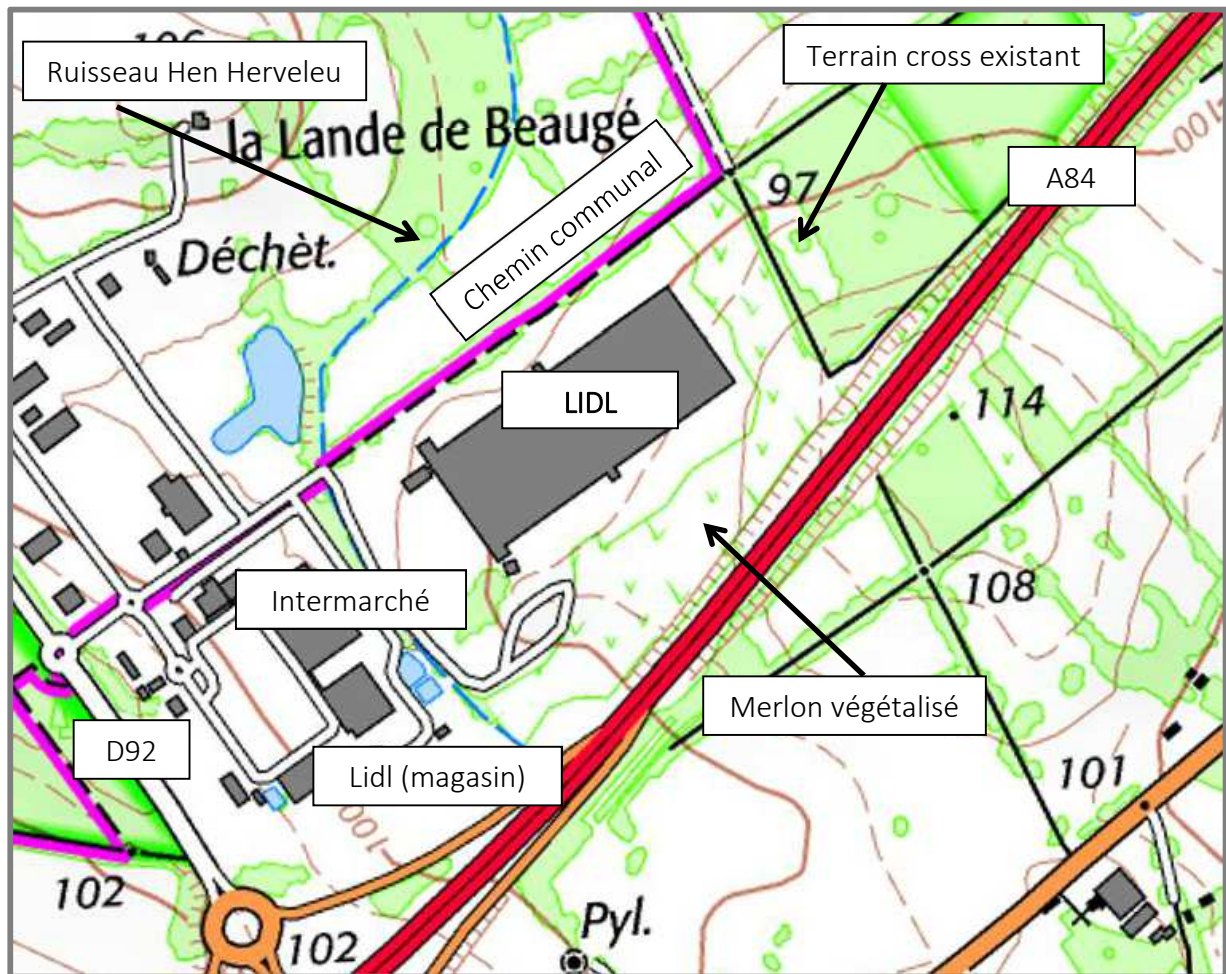 106
Ruisseau Hen Herveleu
Terrain cross existant
la Lande de Beaugé
Chemin communal
97
A84
100
Déchèt.
LIDL
114
Intermarché
108
Merlon végétalisé
D92
Lidl (magasin)
101
100
102
102
Pyl.